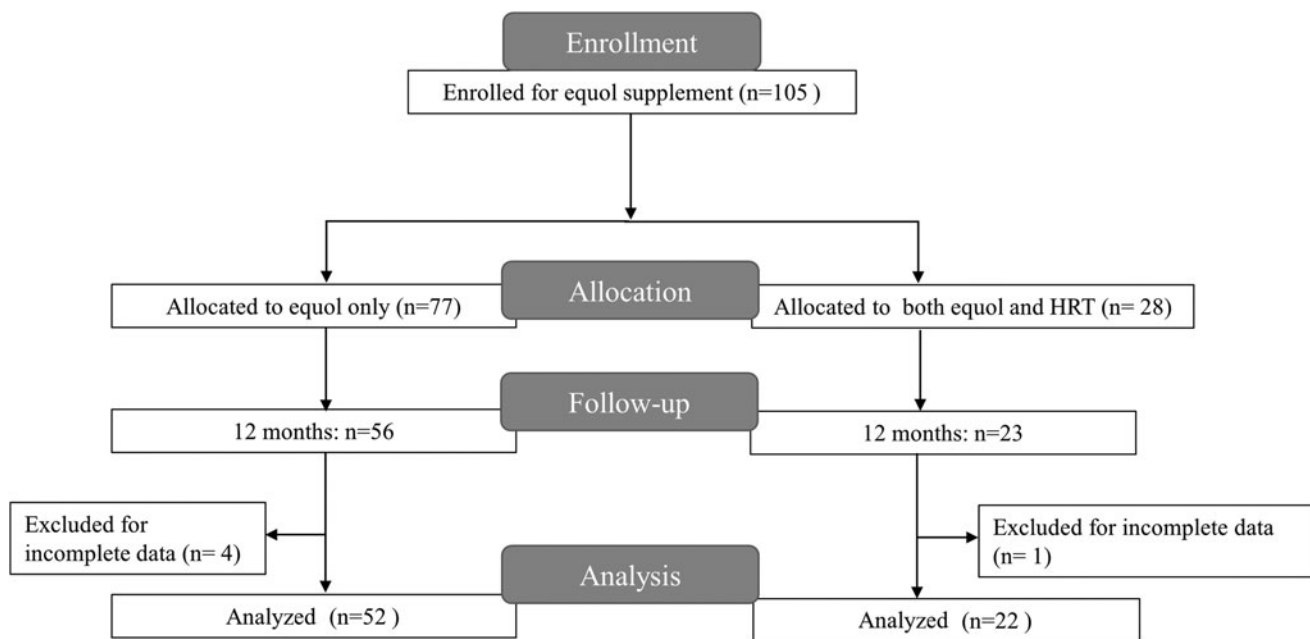 Enrollment
Enrolled for equol supplement (n=105 )
Allocation
Allocated to equol only (n=77)
Allocated to both equol and HRT (n= 28)
Follow-up
12 months: n=56
12 months: n=23
Excluded for
incomplete data (n= 4)
Excluded for incomplete data
(n= 1)
Analysis
Analyzed (n=52 )
Analyzed (n=22 )